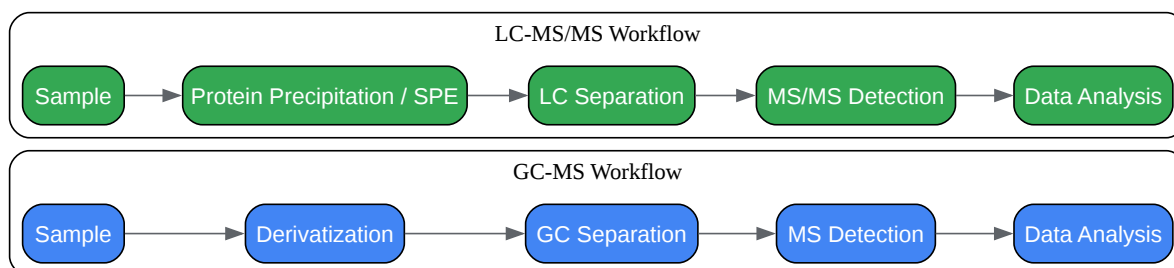 LC-MS/MS Workflow
Sample
Protein Precipitation / SPE
LC Separation
MS/MS Detection
Data Analysis
GC-MS Workflow
Sample
Derivatization
GC Separation
MS Detection
Data Analysis